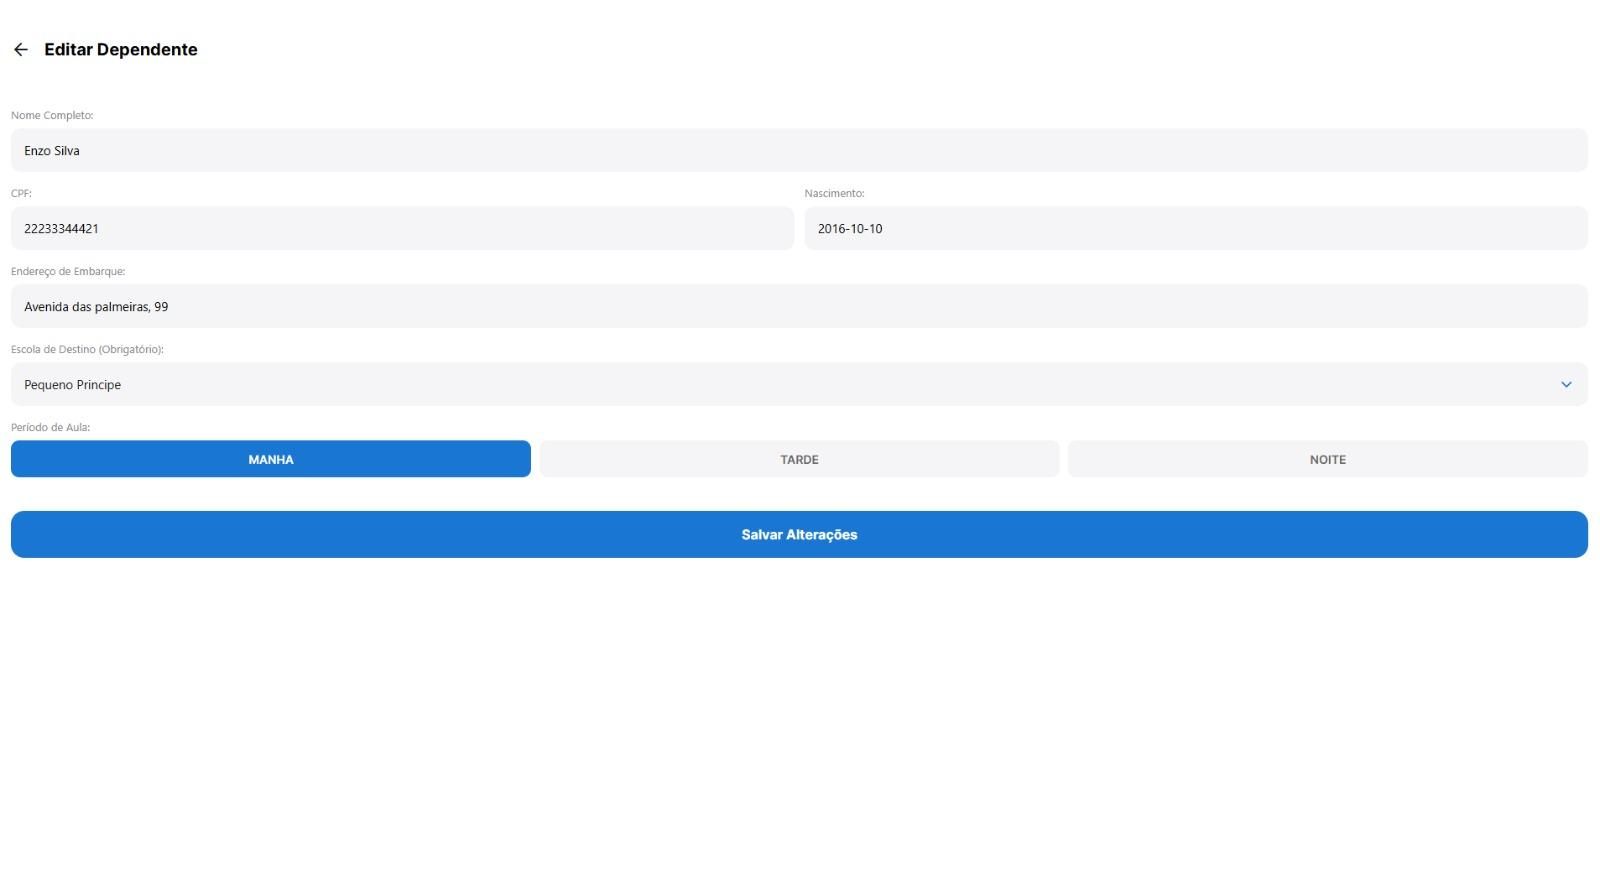 Editar Dependente
Nome Completo:
Enzo Silva
CPF:
Nascimento:
22233344421
2016-10-10
Endereço de Embarque:
Avenida das palmeiras, 99
Escola de Destino (Obrigatório):
Pequeno Principe
Período de Aula:
MANHA
TARDE
NOITE
Salvar Alterações